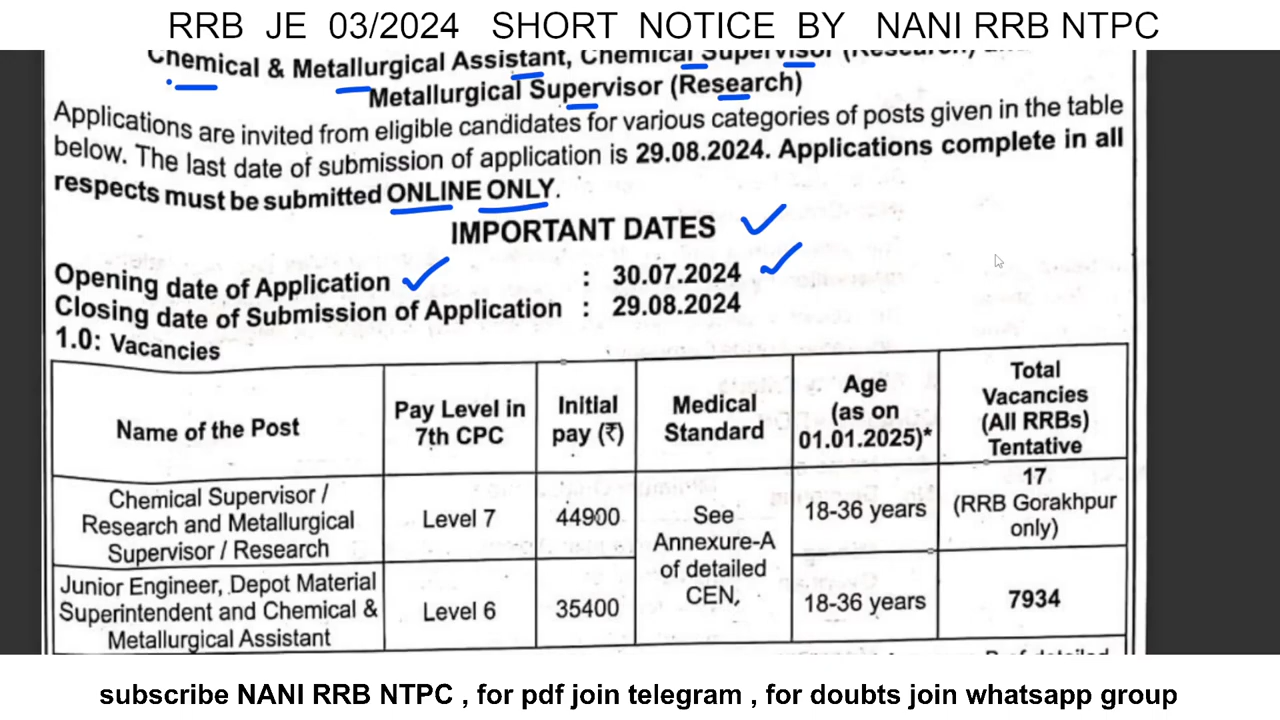 RRB JE 03/2024 SHORT NOTICE BY NANI RRB NTPC
Chemical & Metallurgical Assistant, Chemical Supervisor (Research) and
Metallurgical Supervisor (Research)
Applications are invited from eligible candidates for various categories of posts given in the table
below. The last date of submission of application is 29.08.2024. Applications complete in all
respects must be submitted ONLINE ONLY.
IMPORTANT DATES
Opening date of Application : 30.07.2024
Closing date of Submission of Application : 29.08.2024
1.0: Vacancies
Name of the Post
Pay Level in
7th CPC
Initial
pay (₹)
Medical
Standard
Age
(as on
01.01.2025)*
Total
Vacancies
(All RRBs)
Tentative
Chemical Supervisor /
Research and Metallurgical
Supervisor / Research
Level 7
44900
See
Annexure-A
of detailed
CEN,
18-36 years
17
(RRB Gorakhpur
only)
Junior Engineer, Depot Material
Superintendent and Chemical &
Metallurgical Assistant
Level 6
35400
18-36 years
7934
subscribe NANI RRB NTPC , for pdf join telegram , for doubts join whatsapp group